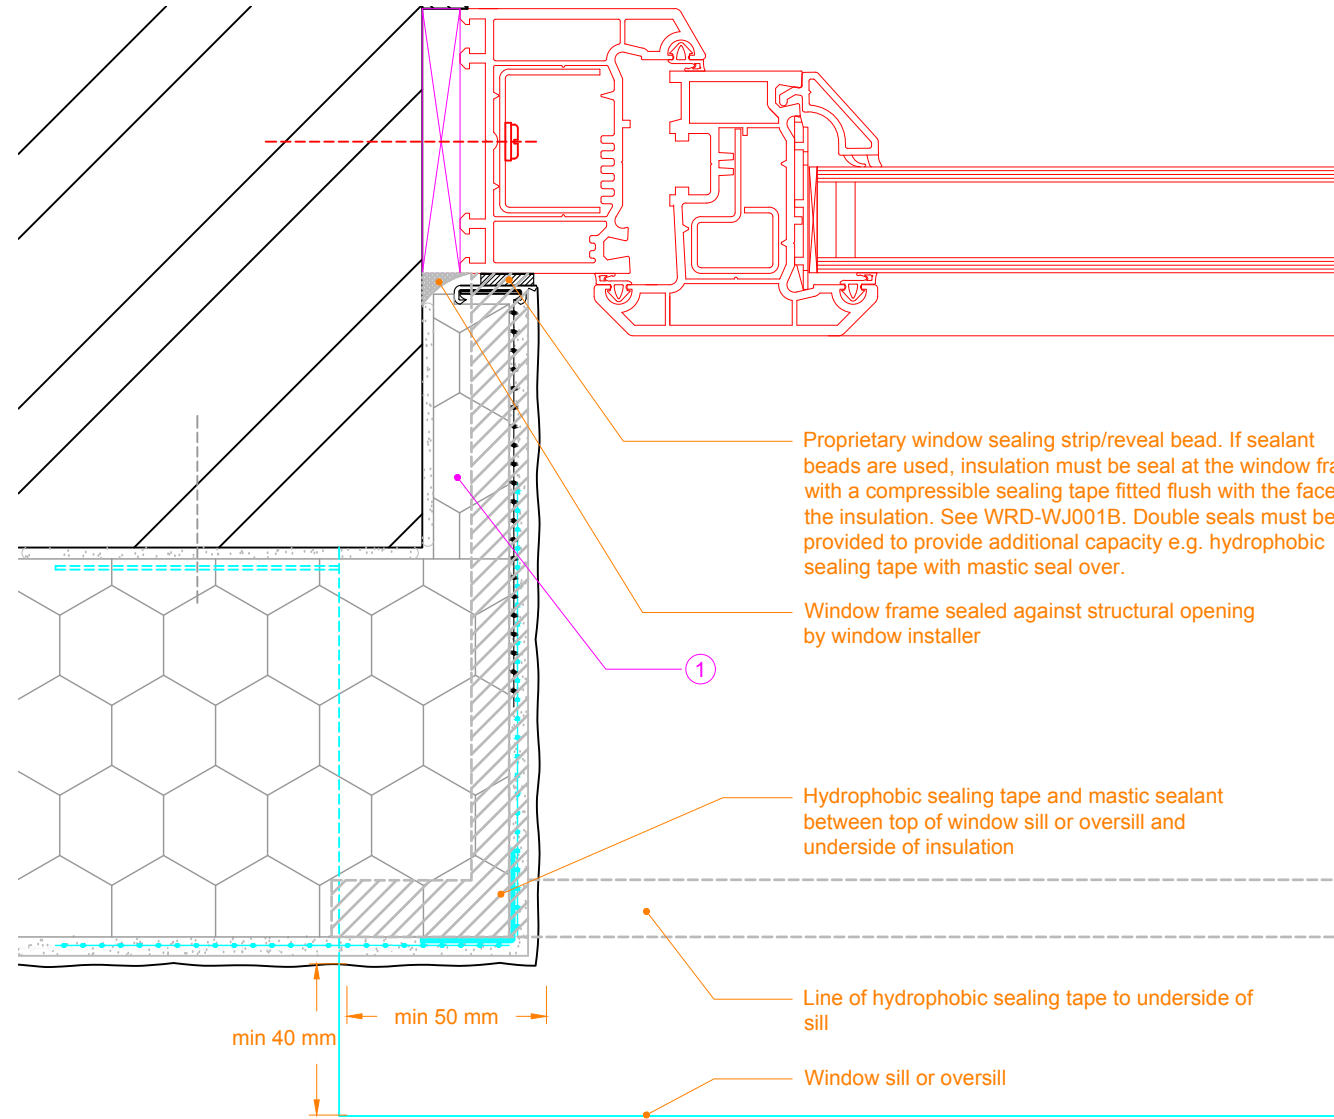 Proprietary window sealing strip/reveal bead. If sealant
beads are used, insulation must be seal at the window fra
with a compressible sealing tape fitted flush with the face
the insulation. See WRD-WJ001B. Double seals must be
provided to provide additional capacity e.g. hydrophobic
sealing tape with mastic seal over.
Window frame sealed against structural opening
by window installer
1
Hydrophobic sealing tape and mastic sealant
between top of window sill or oversill and
underside of insulation
Line of hydrophobic sealing tape to underside of
sill
min 50 mm
min 40 mm
Window sill or oversill